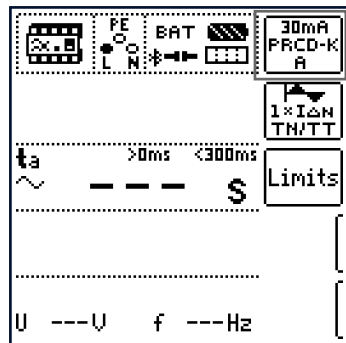 PE
L N
BAT
30mA
PRCD-K
A
1×IΔN
TN/TT
ta >0ms <300ms
~ --- s
Limits
U ---V f ---Hz